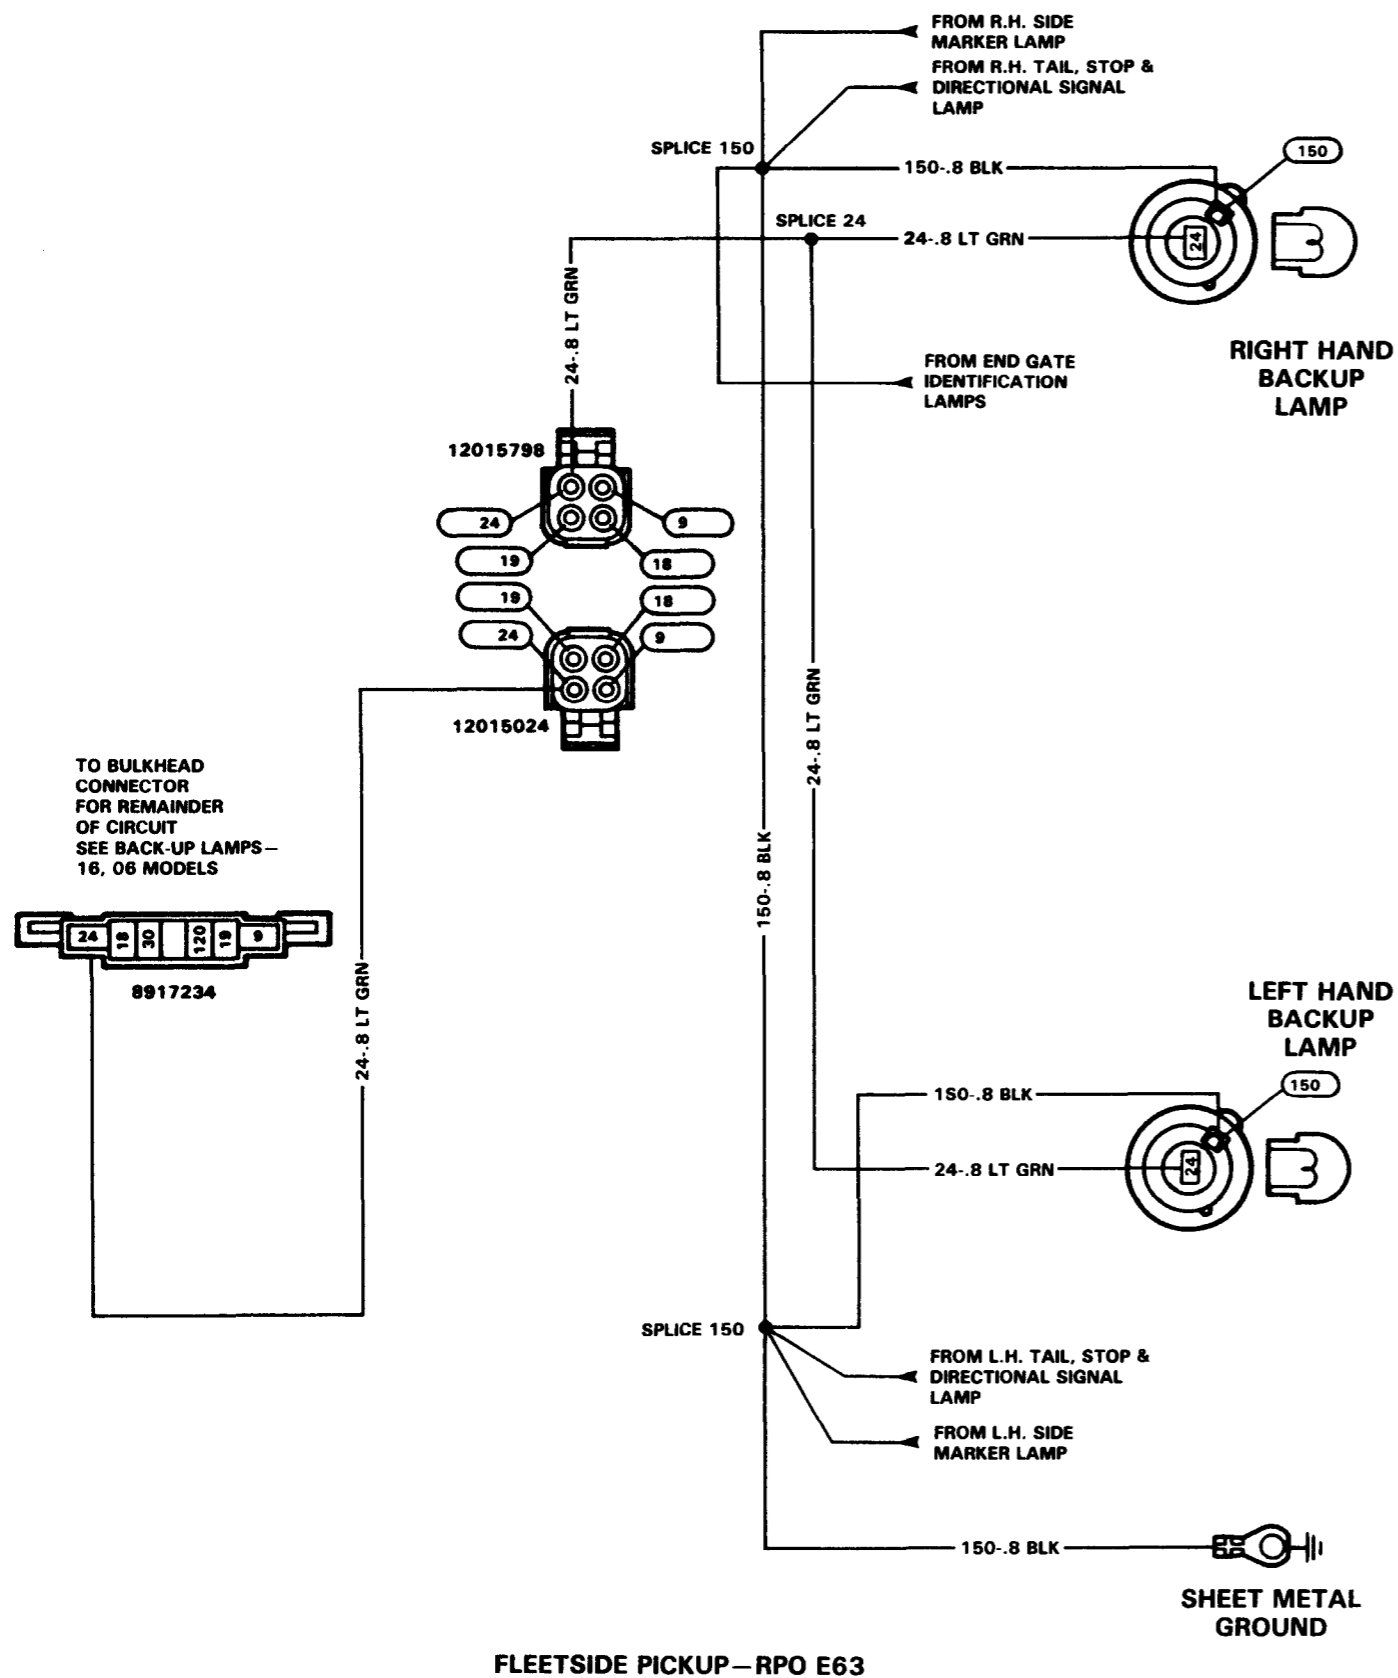 FROM R.H. SIDE
MARKER LAMP
FROM R.H. TAIL, STOP &
DIRECTIONAL SIGNAL
LAMP
SPLICE 150
150-.8 BLK
150
SPLICE 24
24-.8 LT GRN
24
24-.8 LT GRN
RIGHT HAND
BACKUP
LAMP
FROM END GATE
IDENTIFICATION
LAMPS
12015798
24
9
19
18
19
18
24
9
12015024
24-.8 LT GRN
TO BULKHEAD
CONNECTOR
FOR REMAINDER
OF CIRCUIT
SEE BACK-UP LAMPS—
16, 06 MODELS
150-.8 BLK
24 18 30 120 19 9
8917234
24-.8 LT GRN
LEFT HAND
BACKUP
LAMP
150
1S0-.8 BLK
24-.8 LT GRN
24
SPLICE 150
FROM L.H. TAIL, STOP &
DIRECTIONAL SIGNAL
LAMP
FROM L.H. SIDE
MARKER LAMP
150-.8 BLK
SHEET METAL
GROUND
FLEETSIDE PICKUP—RPO E63